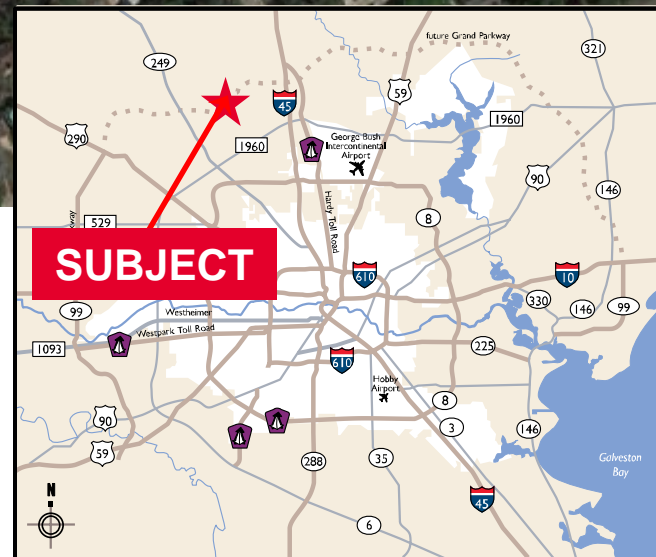 future Grand Parkway
321
249
59
45
290
1960
George Bush
Intercontinental
Airport
1960
90
146
Hardy Toll Road
8
529
kway
SUBJECT
610
10
330
146
99
99
Westheimer
Westpark Toll Road
1093
225
610
Hobby
Airport
8
90
3
146
59
288
35
Galveston
Bay
N
45
6